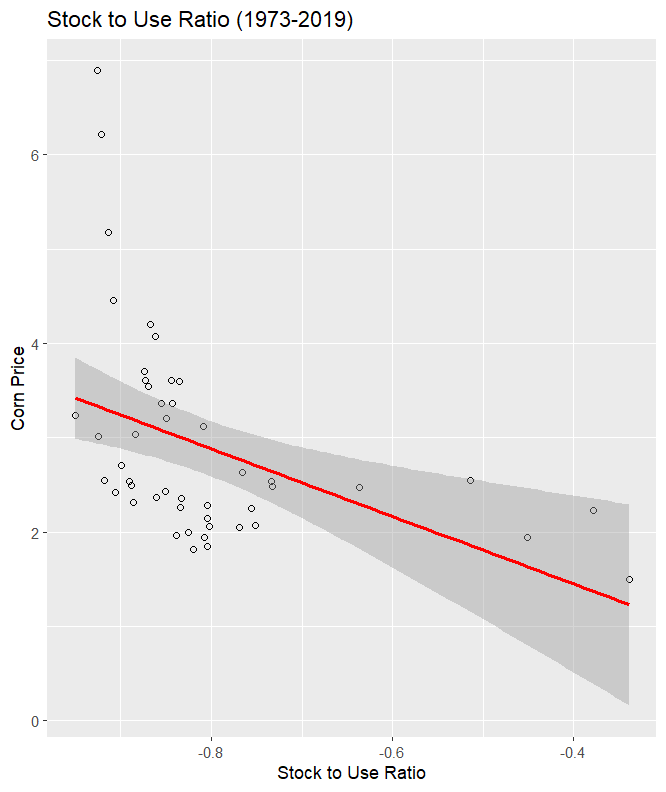 Stock to Use Ratio (1973-2019)
Corn Price
6
4
2
0
-0.8 -0.6 -0.4
Stock to Use Ratio